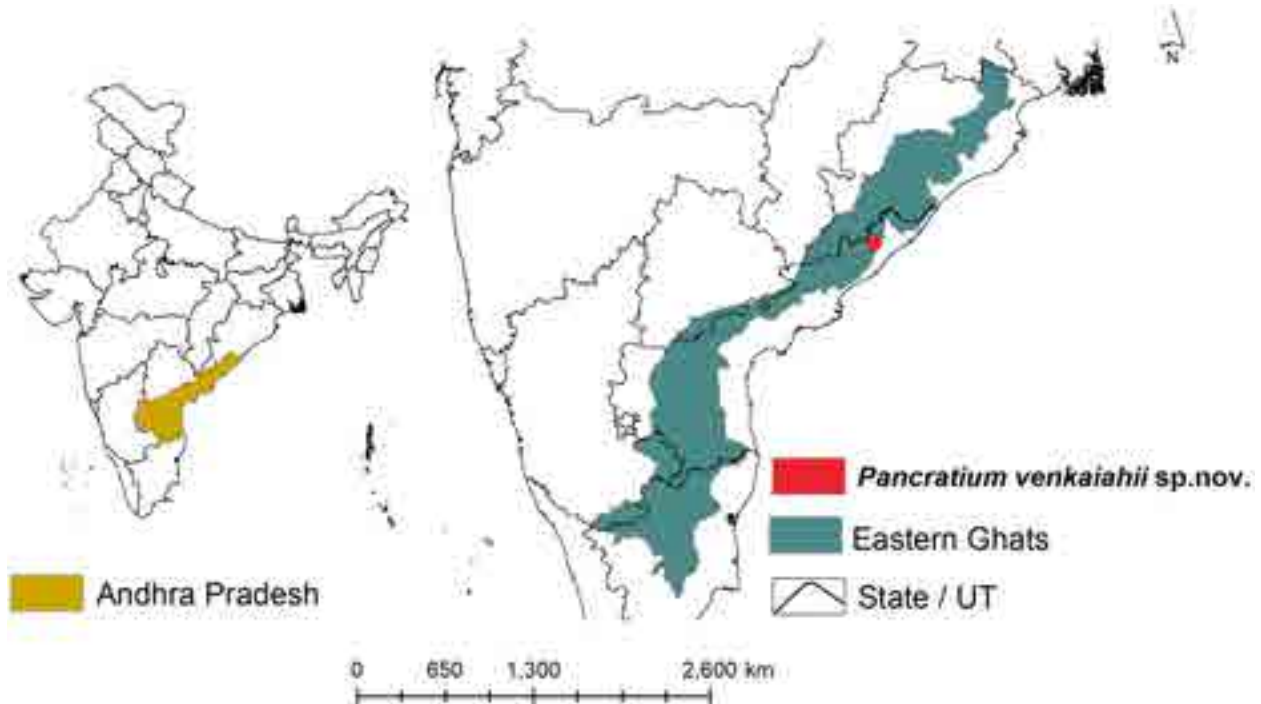 N
Pancratium venkaiahii sp.nov.
Eastern Ghats
Andhra Pradesh
State / UT
0 650 1,300 2,600 km